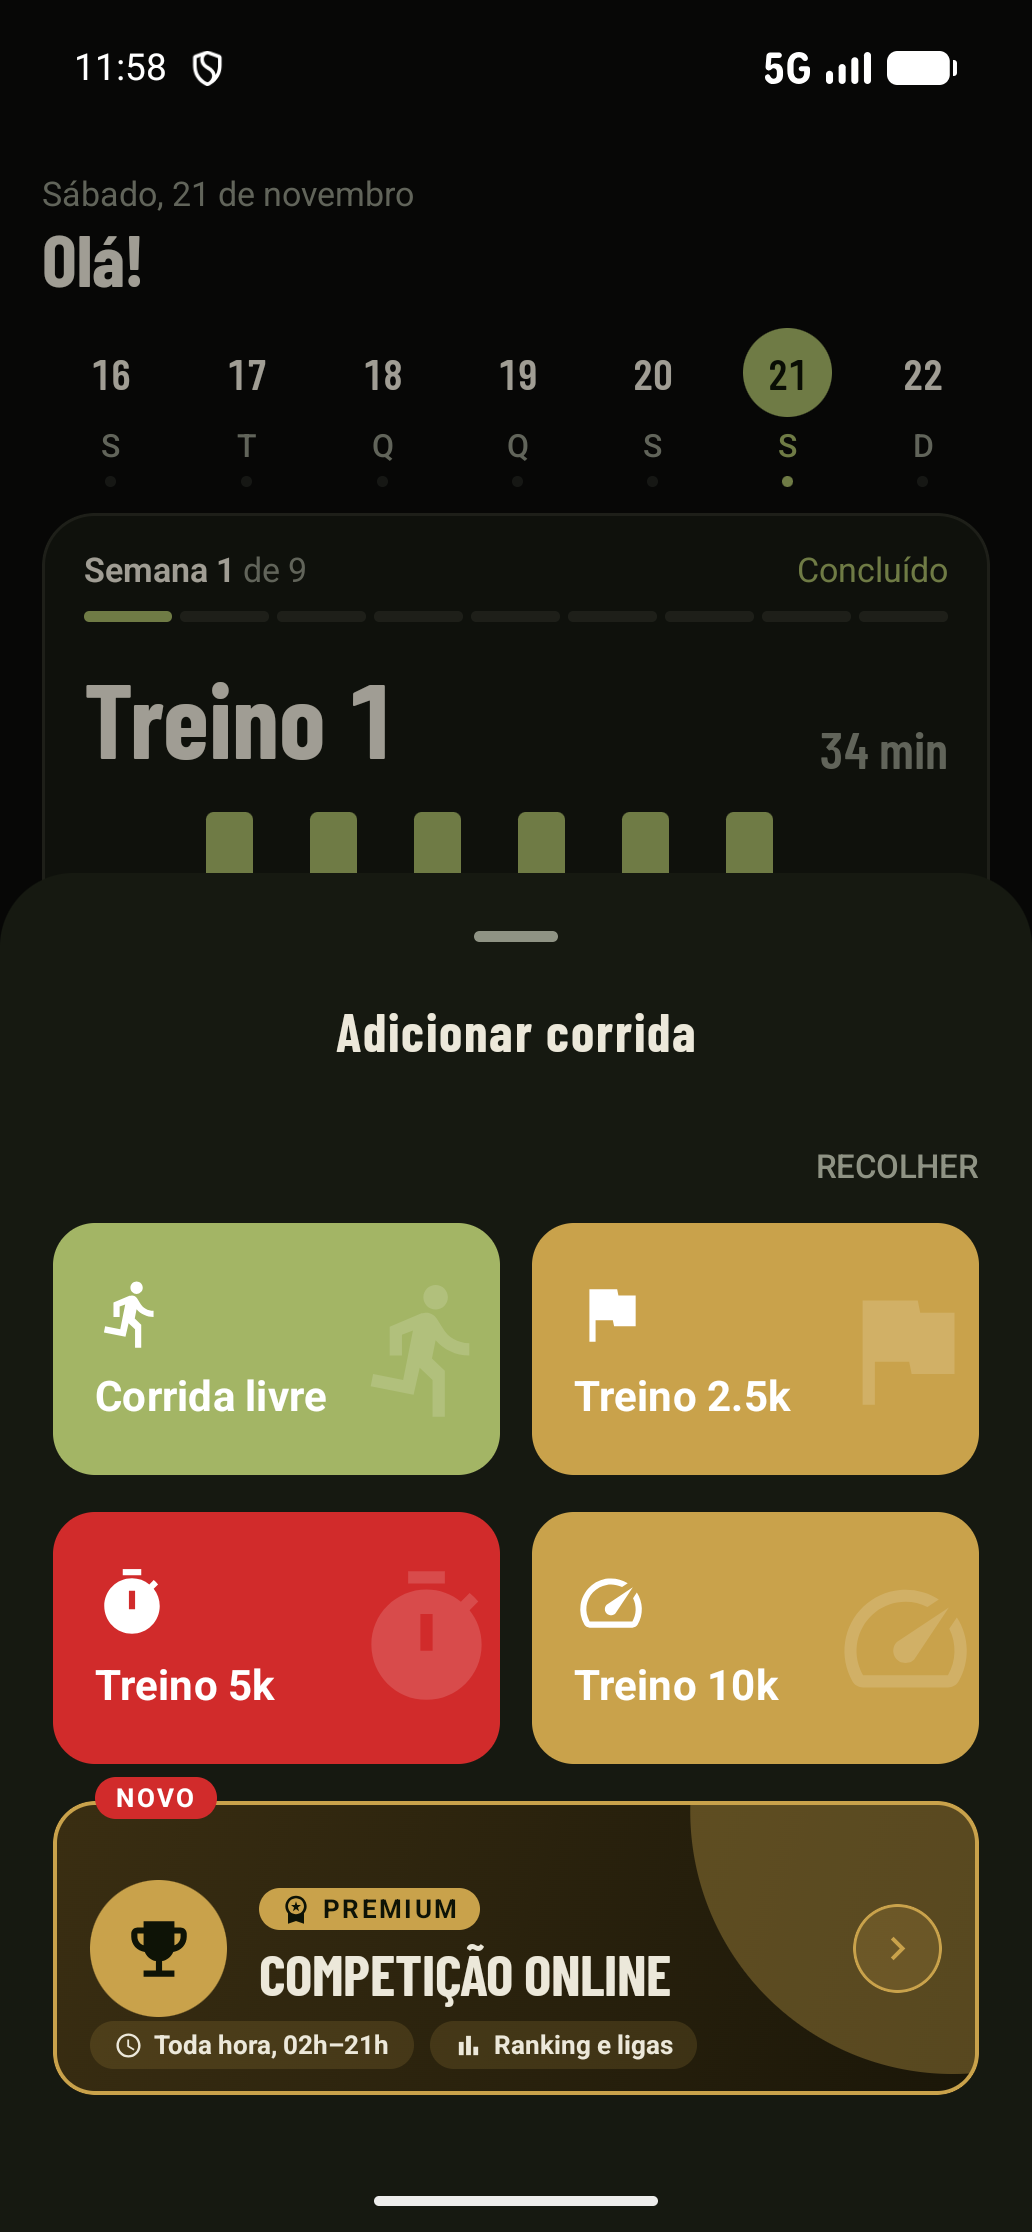 11:58
5G
Sábado, 21 de novembro
Olá!
16 17 18 19 20 21 22
S T Q Q S S D
Semana 1 de 9
Concluído
Treino 1
34 min
Adicionar corrida
RECOLHER
Corrida livre
Treino 2.5k
Treino 5k
Treino 10k
NOVO
PREMIUM
COMPETIÇÃO ONLINE
Toda hora, 02h–21h
Ranking e ligas